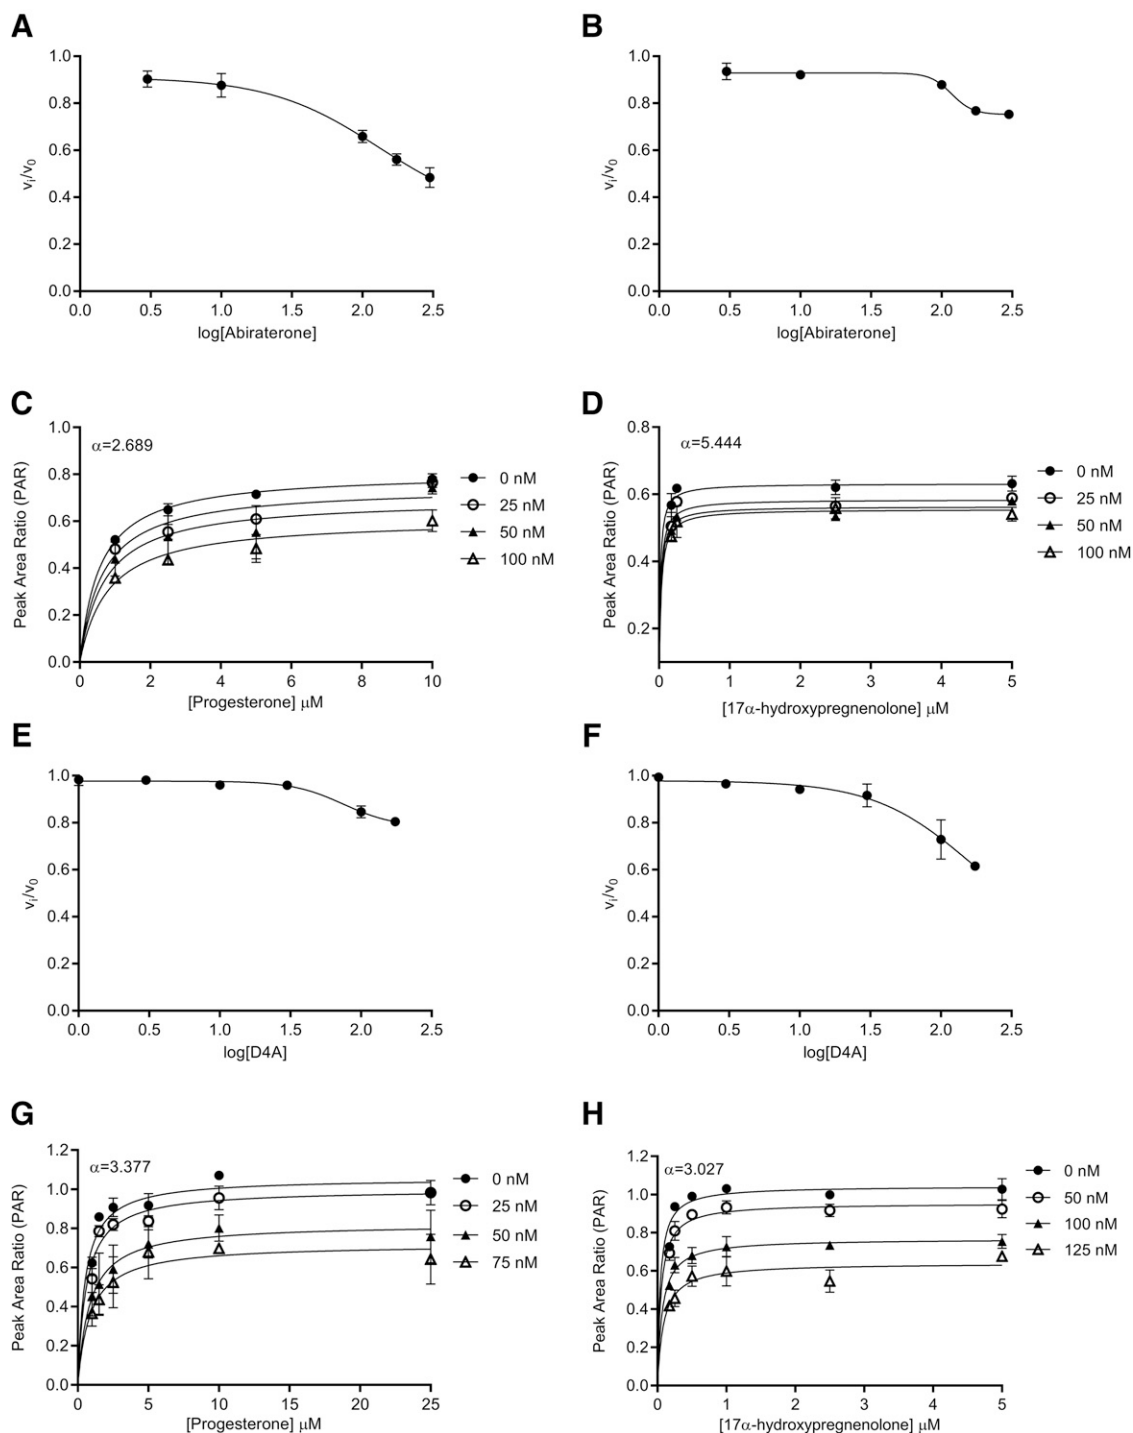 A
1.0
0.8
0.6
0.4
0.2
0.0
vᵢ/v₀
0.0 0.5 1.0 1.5 2.0 2.5
log[Abiraterone]
B
1.0
0.8
0.6
0.4
0.2
0.0
vᵢ/v₀
0.0 0.5 1.0 1.5 2.0 2.5
log[Abiraterone]
C
α=2.689
1.0
0.8
0.6
0.4
0.2
0.0
Peak Area Ratio (PAR)
0 2 4 6 8 10
[Progesterone] μM
0 nM
25 nM
50 nM
100 nM
D
α=5.444
0.8
0.6
0.4
0.2
Peak Area Ratio (PAR)
0 1 2 3 4 5
[17α-hydroxypregnenolone] μM
0 nM
25 nM
50 nM
100 nM
E
1.0
0.8
0.6
0.4
0.2
0.0
vᵢ/v₀
0.0 0.5 1.0 1.5 2.0 2.5
log[D4A]
F
1.0
0.8
0.6
0.4
0.2
0.0
vᵢ/v₀
0.0 0.5 1.0 1.5 2.0 2.5
log[D4A]
G
α=3.377
1.2
1.0
0.8
0.6
0.4
0.2
0.0
Peak Area Ratio (PAR)
0 5 10 15 20 25
[Progesterone] μM
0 nM
25 nM
50 nM
75 nM
H
α=3.027
1.2
1.0
0.8
0.6
0.4
0.2
0.0
Peak Area Ratio (PAR)
0 1 2 3 4 5
[17α-hydroxypregnenolone] μM
0 nM
50 nM
100 nM
125 nM